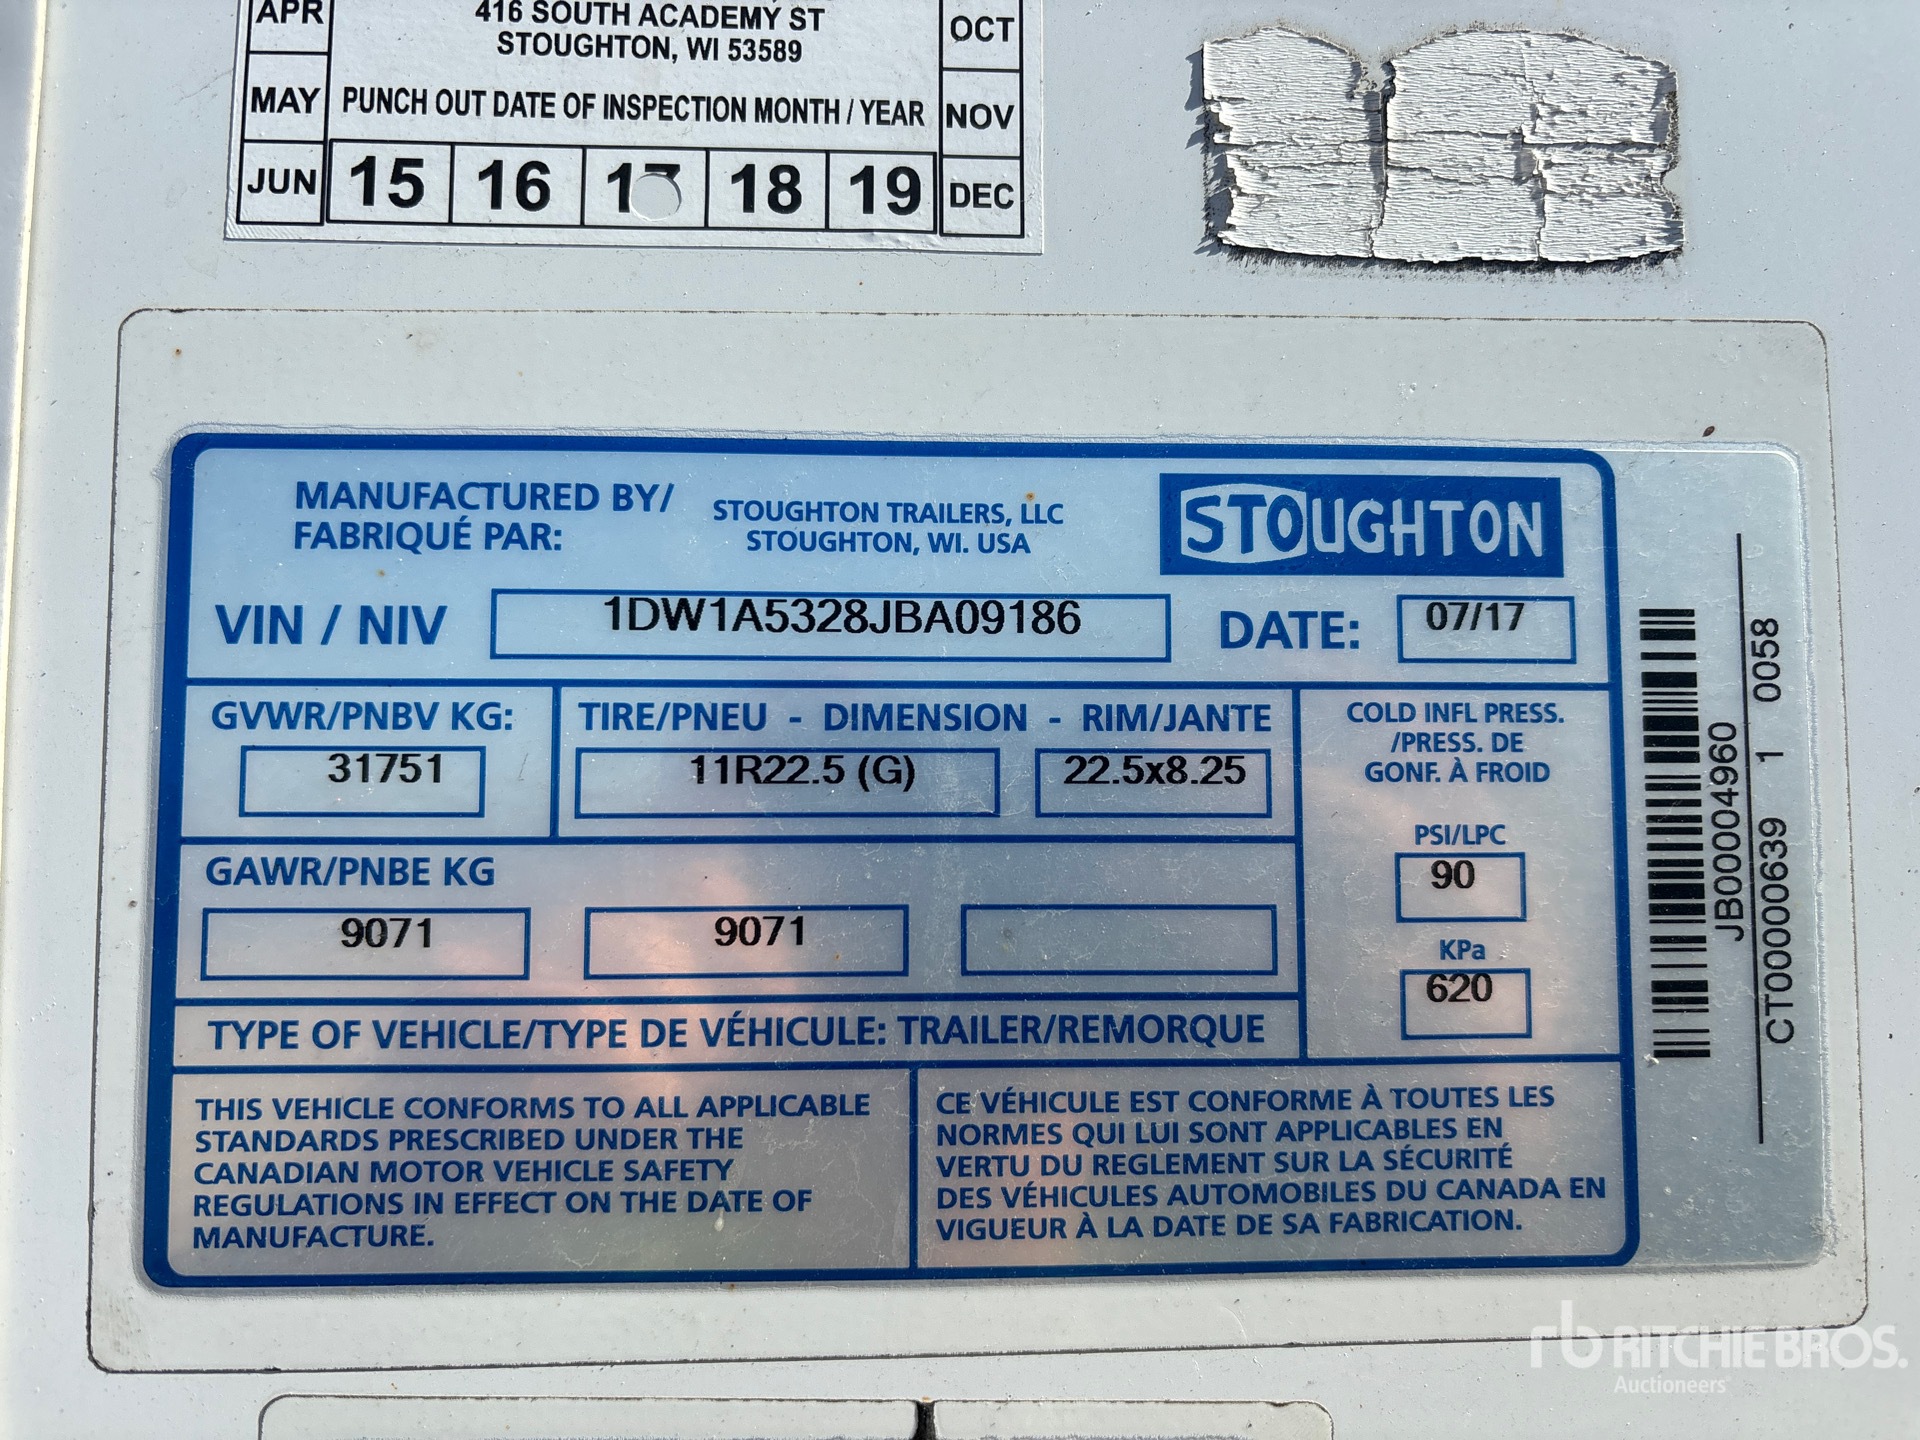 APR
416 SOUTH ACADEMY ST
OCT
STOUGHTON, WI 53589
MAY
PUNCH OUT DATE OF INSPECTION MONTH / YEAR
NOV
JUN 15 16 17 18 19 DEC
MANUFACTURED BY/
FABRIQUÉ PAR:
STOUGHTON TRAILERS, LLC
STOUGHTON, WI. USA
STOUGHTON
VIN / NIV 1DW1A5328JBA09186 DATE: 07/17
GVWR/PNBV KG:
31751
TIRE/PNEU - DIMENSION - RIM/JANTE
11R22.5 (G) 22.5x8.25
COLD INFL PRESS.
/PRESS. DE
GONF. À FROID
PSI/LPC
90
KPa
620
GAWR/PNBE KG
9071 9071
TYPE OF VEHICLE/TYPE DE VÉHICULE: TRAILER/REMORQUE
THIS VEHICLE CONFORMS TO ALL APPLICABLE
STANDARDS PRESCRIBED UNDER THE
CANADIAN MOTOR VEHICLE SAFETY
REGULATIONS IN EFFECT ON THE DATE OF
MANUFACTURE.
CE VÉHICULE EST CONFORME À TOUTES LES
NORMES QUI LUI SONT APPLICABLES EN
VERTU DU REGLEMENT SUR LA SÉCURITÉ
DES VÉHICULES AUTOMOBILES DU CANADA EN
VIGUEUR À LA DATE DE SA FABRICATION.
JB00004960
CT00000639 1 0058
rb RITCHIE BROS.
Auctioneers